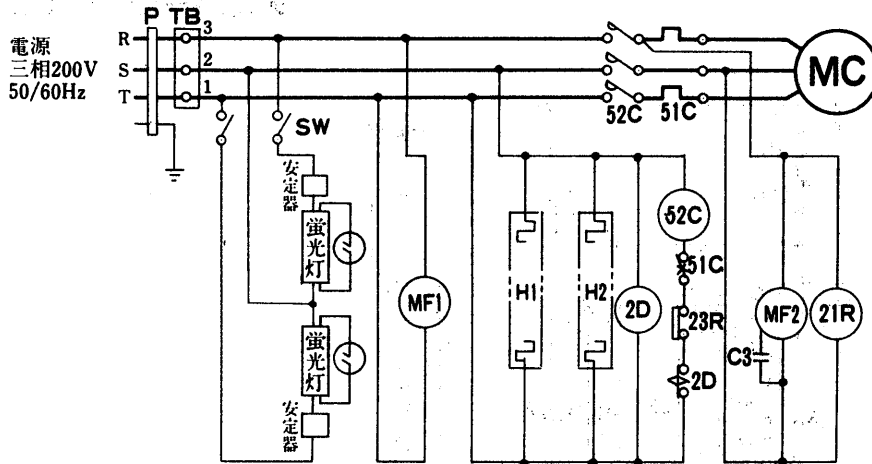 P TB
電源
三相200V
50/60Hz
R
S
T
3
2
1
MC
52C 51C
SW
安定器
蛍光灯
蛍光灯
安定器
MF1
H1
H2
2D
52C
51C
23R
2D
MF2
C3
21R